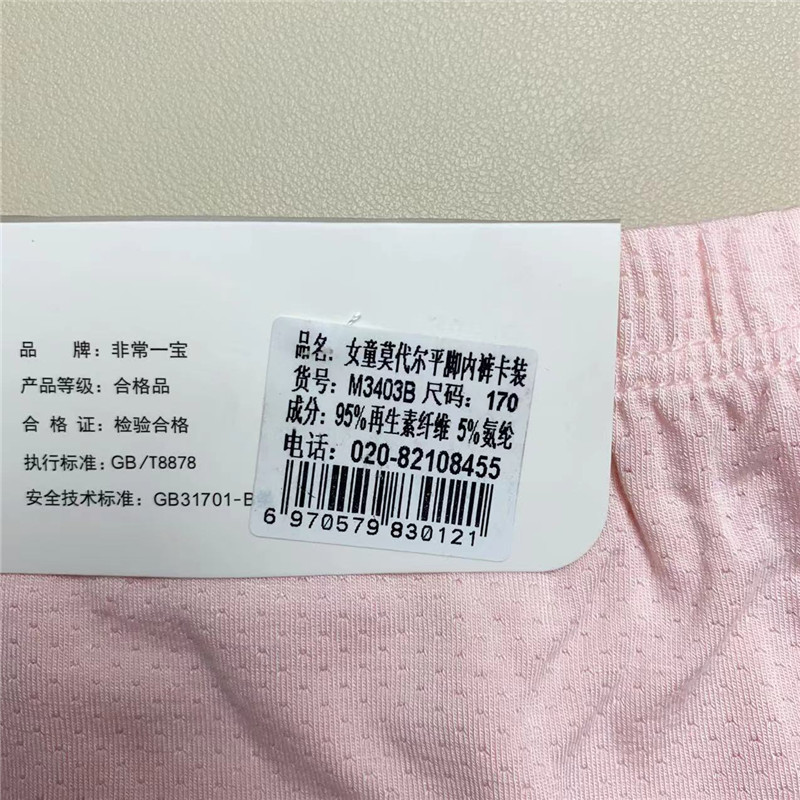 品 牌：非常一宝
产品等级：合格品
合 格 证：检验合格
执行标准：GB/T8878
安全技术标准：GB31701-B
品名：女童莫代尔平脚内裤卡装
货号：M3403B 尺码：170
成分：95%再生素纤维 5%氨纶
电话：020-82108455
6 970579 830121